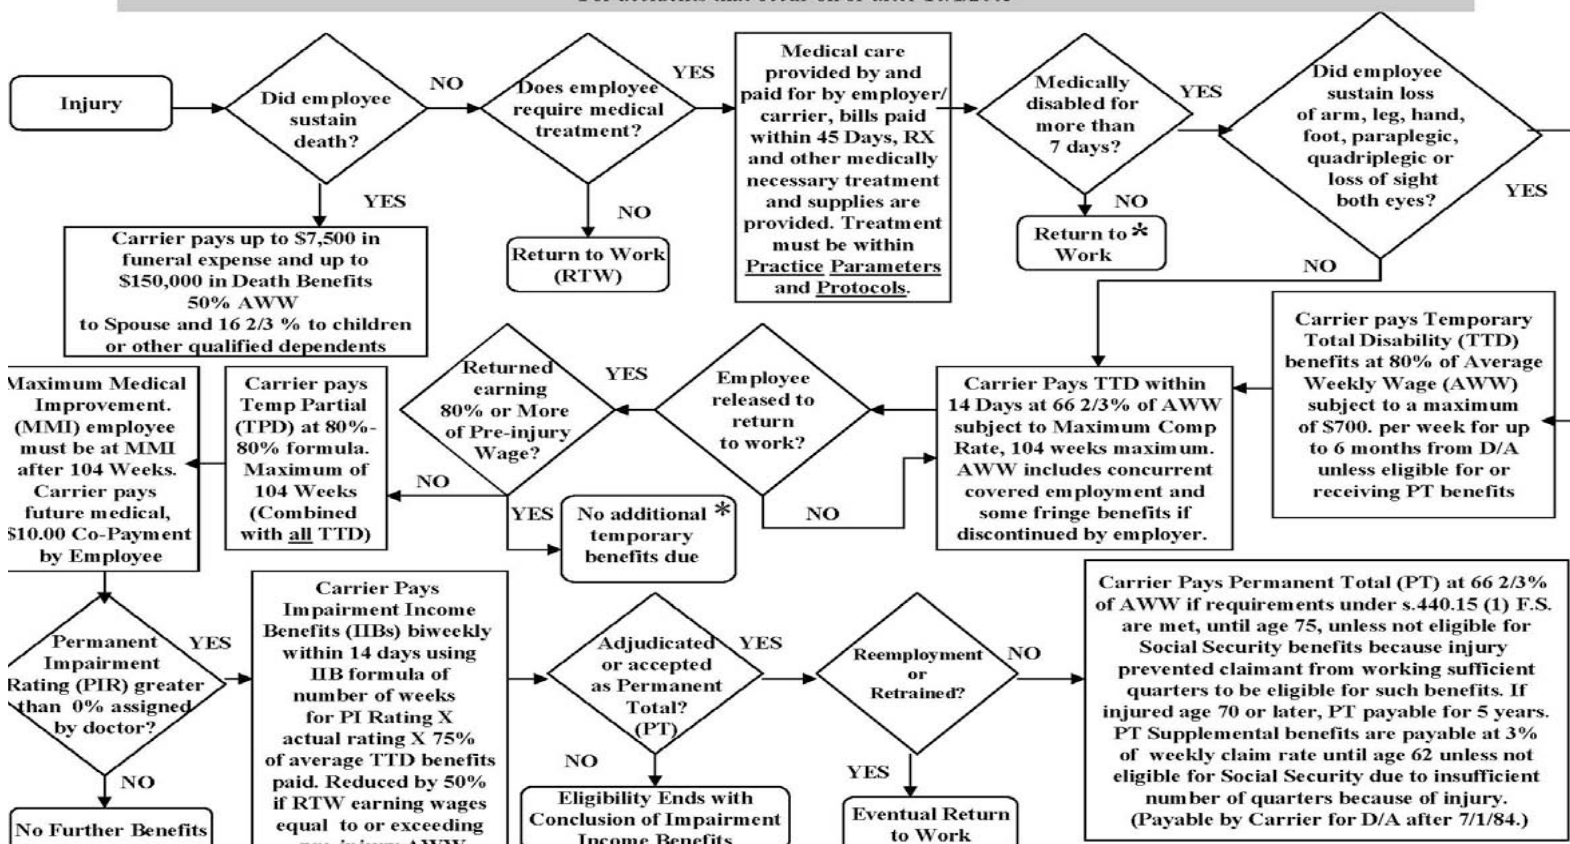 For accidents that occur on or after
Injury
Did employee
sustain
death?
NO
YES
Carrier pays up to $7,500 in
funeral expense and up to
$150,000 in Death Benefits
50% AWW
to Spouse and 16 2/3 % to children
or other qualified dependents
Does employee
require medical
treatment?
YES
NO
Return to Work
(RTW)
Medical care
provided by and
paid for by employer/
carrier, bills paid
within 45 Days, RX
and other medically
necessary treatment
and supplies are
provided. Treatment
must be within
Practice Parameters
and Protocols.
Medically
disabled for
more than
7 days?
YES
NO
Return to *
Work
Did employee
sustain loss
of arm, leg, hand,
foot, paraplegic,
quadriplegic or
loss of sight
both eyes?
YES
NO
Carrier pays Temporary
Total Disability (TTD)
benefits at 80% of Average
Weekly Wage (AWW)
subject to a maximum
of $700. per week for up
to 6 months from D/A
unless eligible for or
receiving PT benefits
Carrier Pays TTD within
14 Days at 66 2/3% of AWW
subject to Maximum Comp
Rate, 104 weeks maximum.
AWW includes concurrent
covered employment and
some fringe benefits if
discontinued by employer.
Employee
released to
return
to work?
YES
NO
Returned
earning
80% or More
of Pre-injury
Wage?
NO
YES
No additional *
temporary
benefits due
Carrier pays
Temp Partial
(TPD) at 80%-
80% formula.
Maximum of
104 Weeks
(Combined
with all TTD)
Maximum Medical
Improvement.
(MMI) employee
must be at MMI
after 104 Weeks.
Carrier pays
future medical,
$10.00 Co-Payment
by Employee
Permanent
Impairment
Rating (PIR) greater
than 0% assigned
by doctor?
YES
NO
No Further Benefits
Carrier Pays
Impairment Income
Benefits (IIBs) biweekly
within 14 days using
IIB formula of
number of weeks
for PI Rating X
actual rating X 75%
of average TTD benefits
paid. Reduced by 50%
if RTW earning wages
equal to or exceeding
pre-injury AWW
Adjudicated
or accepted
as Permanent
Total?
(PT)
YES
NO
Eligibility Ends with
Conclusion of Impairment
Income Benefits
Reemployment
or
Retrained?
NO
YES
Eventual Return
to Work
Carrier Pays Permanent Total (PT) at 66 2/3%
of AWW if requirements under s.440.15 (1) F.S.
are met, until age 75, unless not eligible for
Social Security benefits because injury
prevented claimant from working sufficient
quarters to be eligible for such benefits. If
injured age 70 or later, PT payable for 5 years.
PT Supplemental benefits are payable at 3%
of weekly claim rate until age 62 unless not
eligible for Social Security due to insufficient
number of quarters because of injury.
(Payable by Carrier for D/A after 7/1/84.)